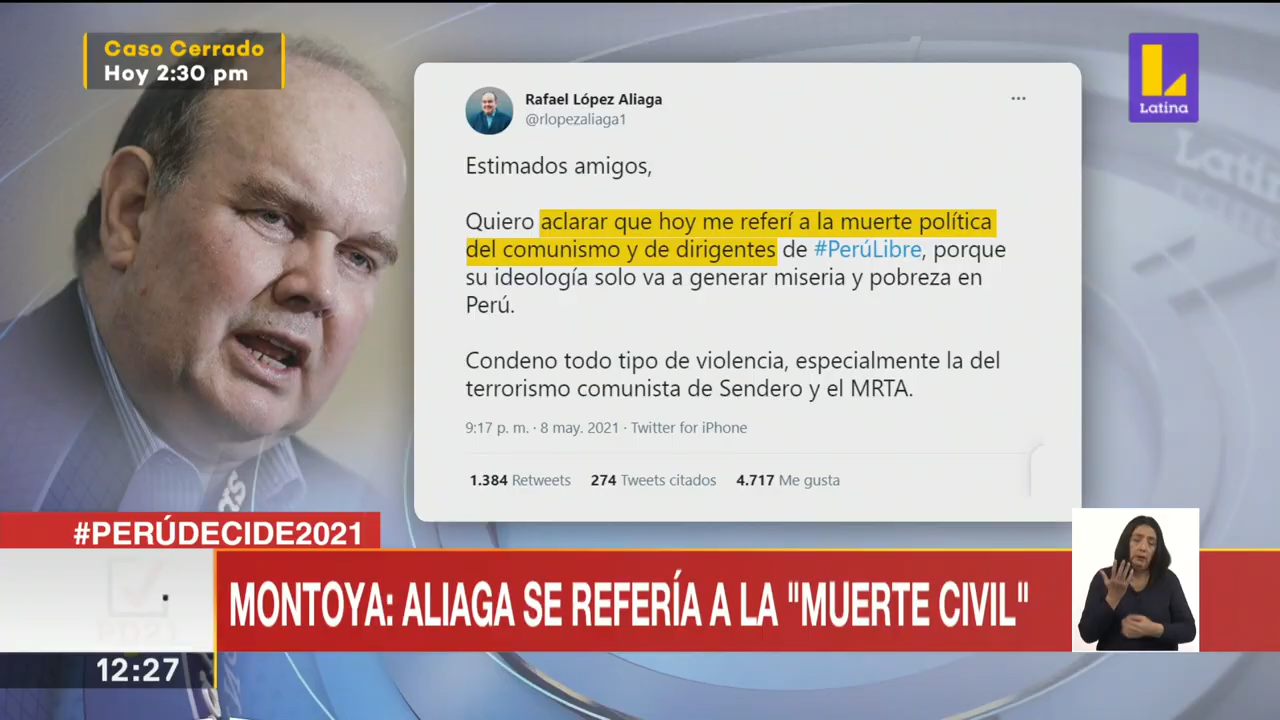 Caso Cerrado
Hoy 2:30 pm
Latina
Rafael López Aliaga
@rlopezaliaga1
Estimados amigos,
Quiero aclarar que hoy me referí a la muerte política
del comunismo y de dirigentes de #PerúLibre, porque
su ideología solo va a generar miseria y pobreza en
Perú.
Condeno todo tipo de violencia, especialmente la del
terrorismo comunista de Sendero y el MRTA.
9:17 p. m. · 8 may. 2021 · Twitter for iPhone
1.384 Retweets 274 Tweets citados 4.717 Me gusta
#PERÚDECIDE2021
MONTOYA: ALIAGA SE REFERÍA A LA "MUERTE CIVIL"
12:27